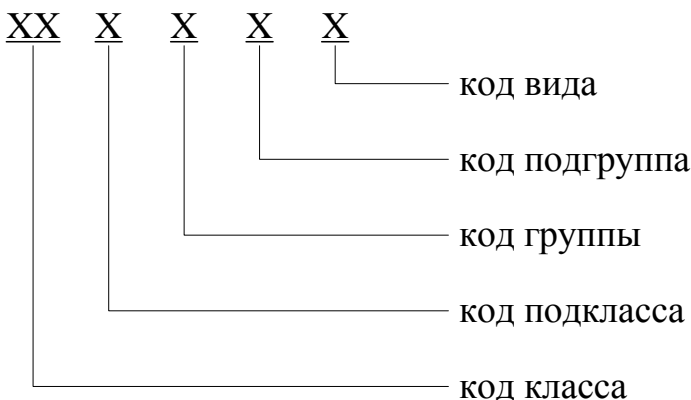 XX X X X X
код вида
код подгруппа
код группы
код подкласса
код класса